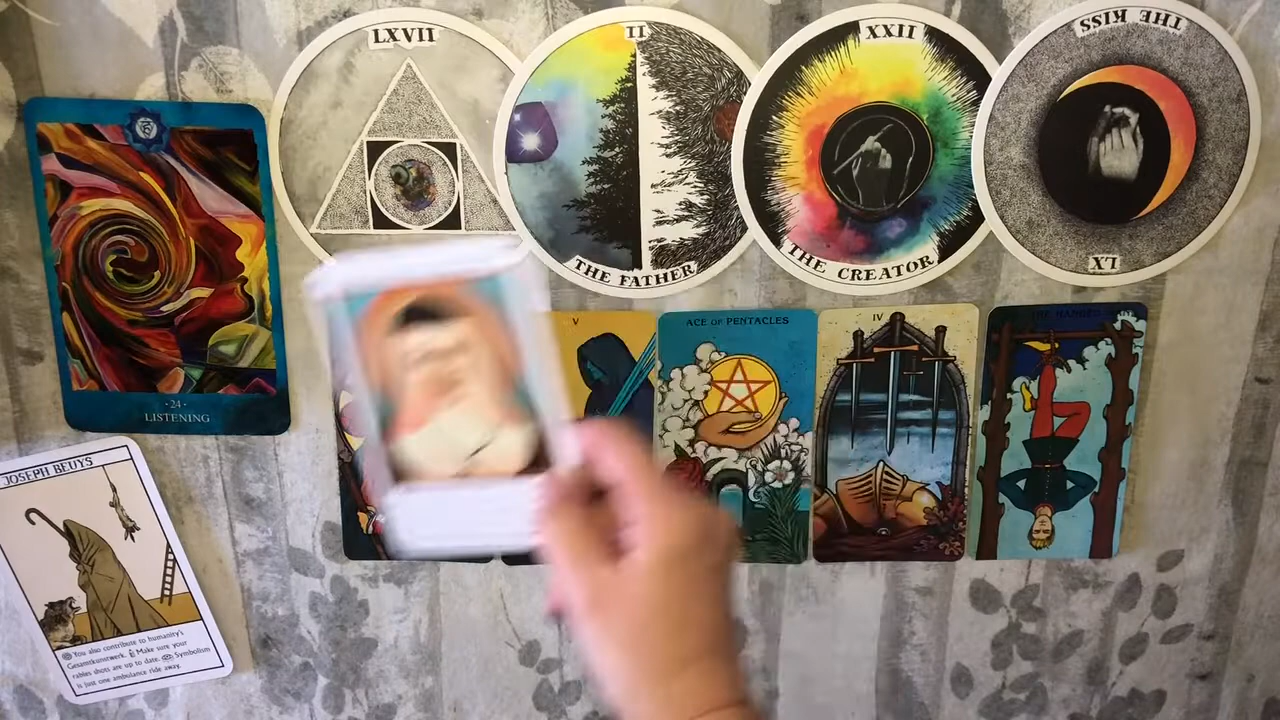 LXVII
II
THE FATHER
XXII
THE CREATOR
THE KISS
LX
·24·
LISTENING
V
ACE OF PENTACLES
IV
THE HANGED
JOSEPH BEUYS
You also contribute to humanity's
Gesamtkunstwerk. Make sure your
rabies shots are up to date. Symbolism
is just one ambulance ride away.